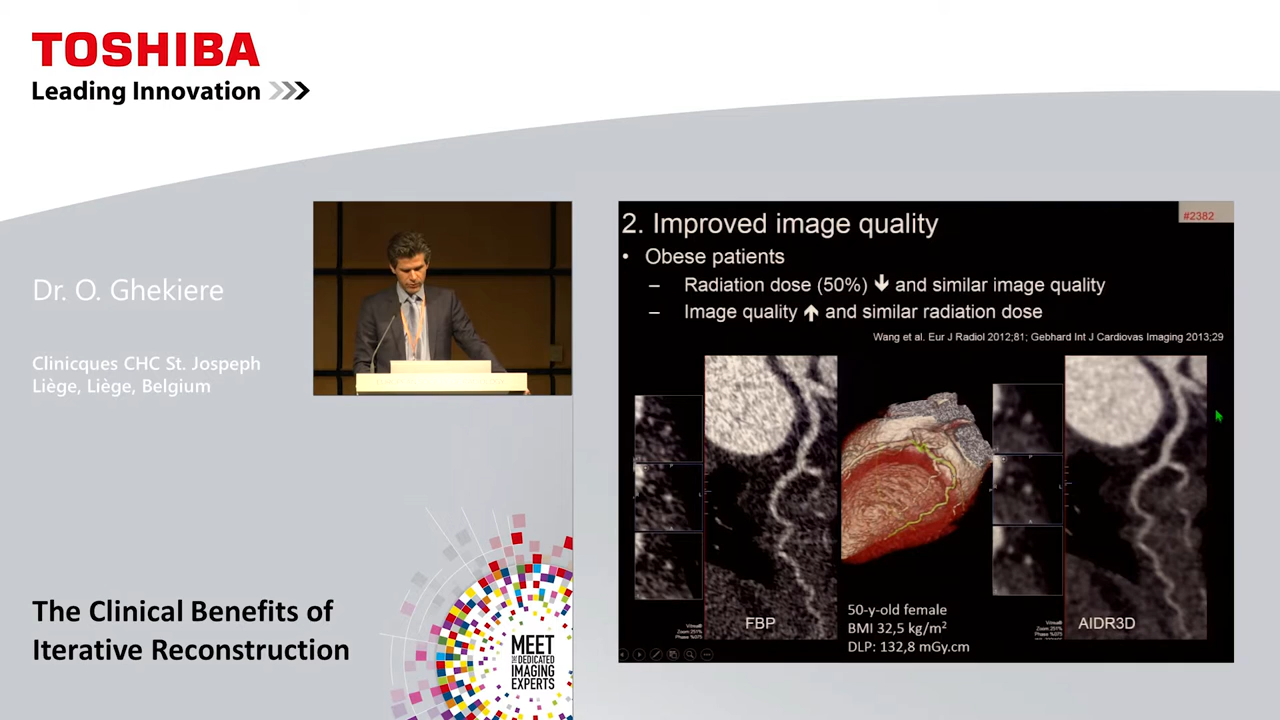 TOSHIBA
Leading Innovation
Dr. O. Ghekiere
Clinicques CHC St. Jospeph
Liège, Liège, Belgium
The Clinical Benefits of
Iterative Reconstruction
MEET
THE DEDICATED
IMAGING
EXPERTS
#2382
2. Improved image quality
• Obese patients
– Radiation dose (50%) ↓ and similar image quality
– Image quality ↑ and similar radiation dose
Wang et al. Eur J Radiol 2012;81; Gebhard Int J Cardiovas Imaging 2013;29
FBP
50-y-old female
BMI 32,5 kg/m²
DLP: 132,8 mGy.cm
AIDR3D